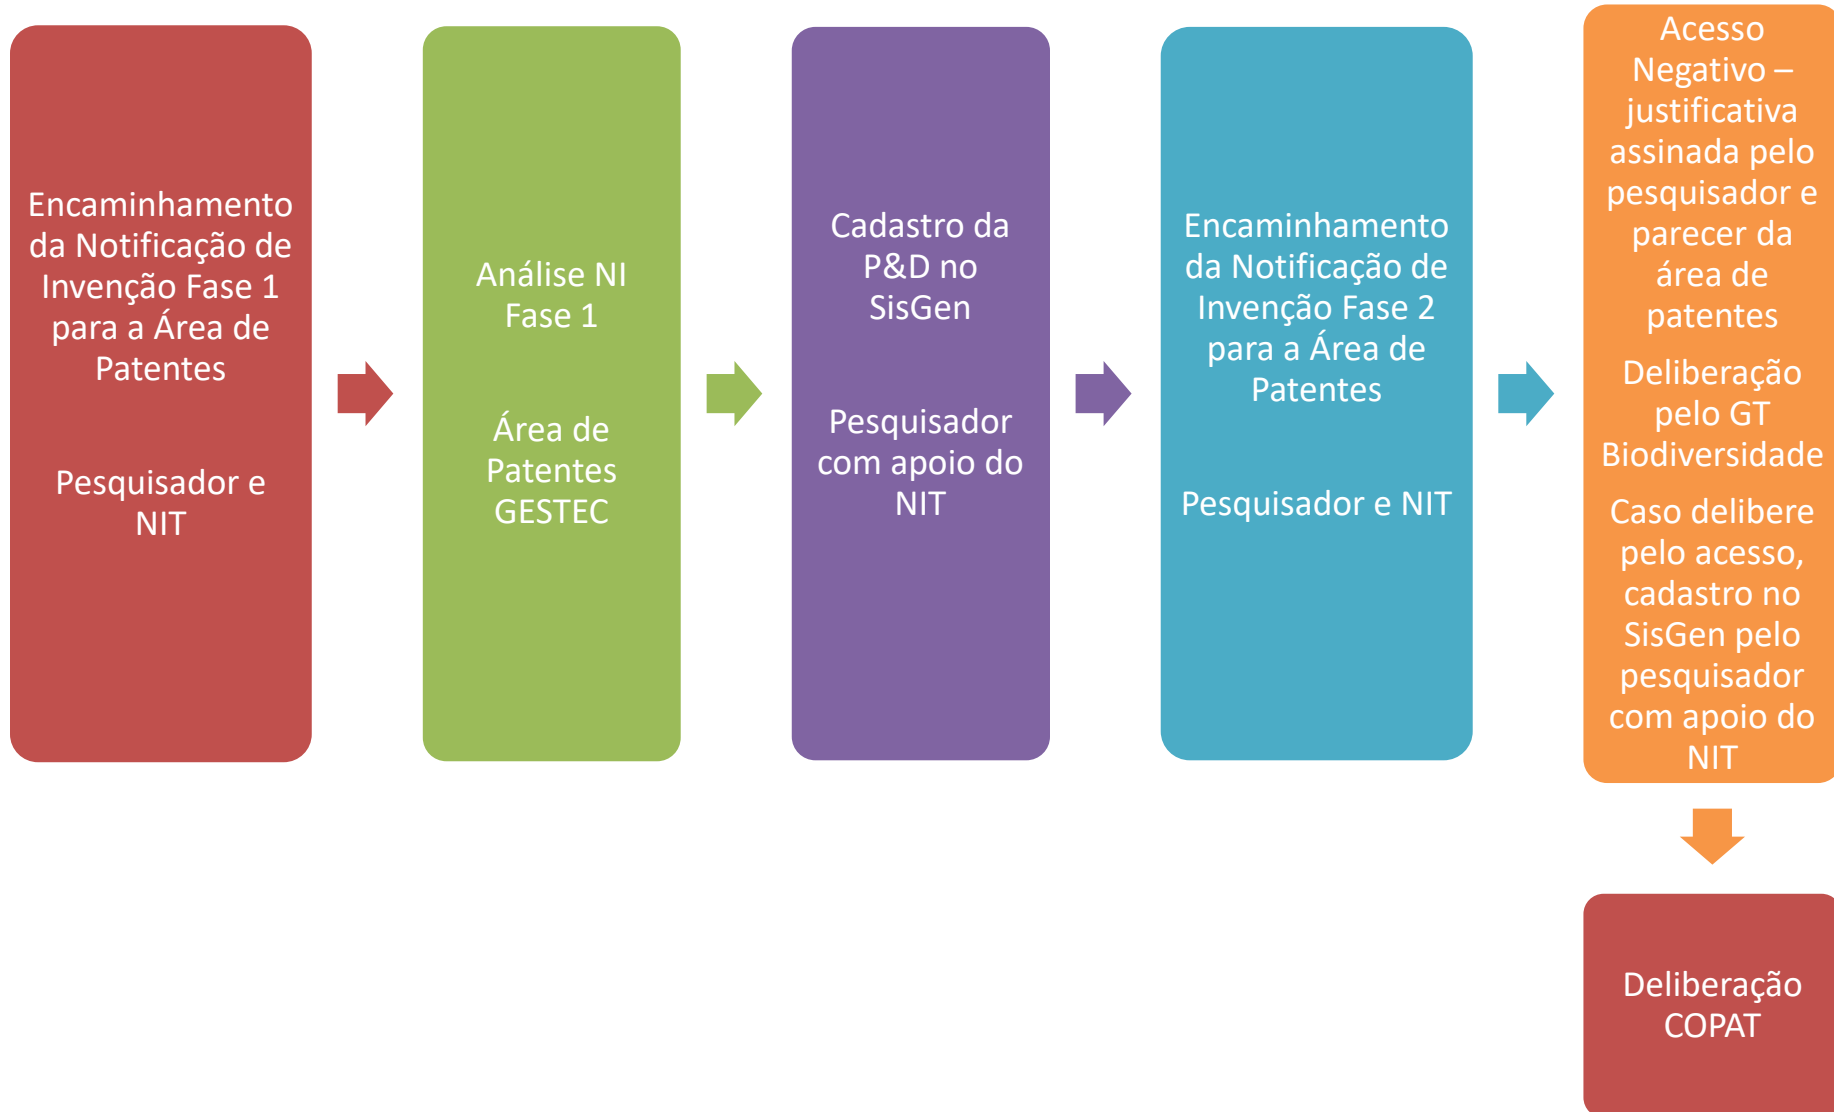 Encaminhamento
da Notificação de
Invenção Fase 1
para a Área de
Patentes
Pesquisador e
NIT
Análise NI
Fase 1
Área de
Patentes
GESTEC
Cadastro da
P&D no
SisGen
Pesquisador
com apoio do
NIT
Encaminhamento
da Notificação de
Invenção Fase 2
para a Área de
Patentes
Pesquisador e NIT
Acesso
Negativo –
justificativa
assinada pelo
pesquisador e
parecer da
área de
patentes
Deliberação
pelo GT
Biodiversidade
Caso delibere
pelo acesso,
cadastro no
SisGen pelo
pesquisador
com apoio do
NIT
Deliberação
COPAT